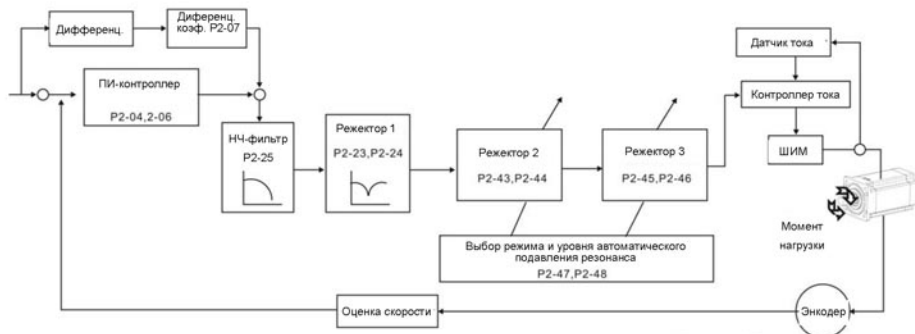 Дифференц.
Диференц.
коэф. P2-07
ПИ-контроллер
P2-04,2-06
НЧ-фильтр
P2-25
Режектор 1
P2-23,P2-24
Режектор 2
P2-43,P2-44
Режектор 3
P2-45,P2-46
Датчик тока
Контроллер тока
ШИМ
Момент
нагрузки
Выбор режима и уровня автоматического
подавления резонанса
P2-47,P2-48
Оценка скорости
Энкодер